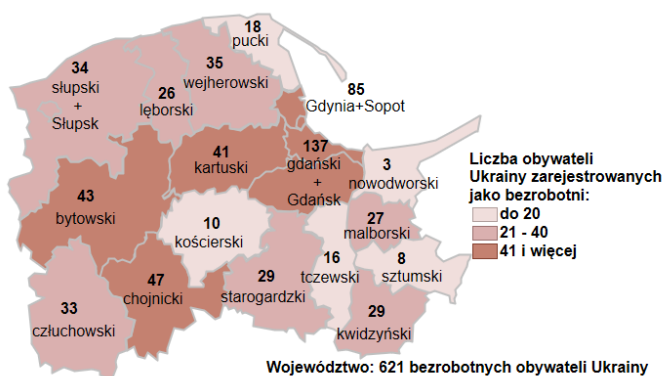 18
pucki
34
słupski
+
Słupsk
26
lęborski
35
wejherowski
85
Gdynia+Sopot
41
kartuski
137
gdański
+
Gdańsk
3
nowodworski
43
bytowski
10
kościerski
27
malborski
16
tczewski
8
sztumski
47
chojnicki
29
starogardzki
33
człuchowski
29
kwidzyński
Liczba obywateli
Ukrainy zarejestrowanych
jako bezrobotni:
do 20
21 - 40
41 i więcej
Województwo: 621 bezrobotnych obywateli Ukrainy